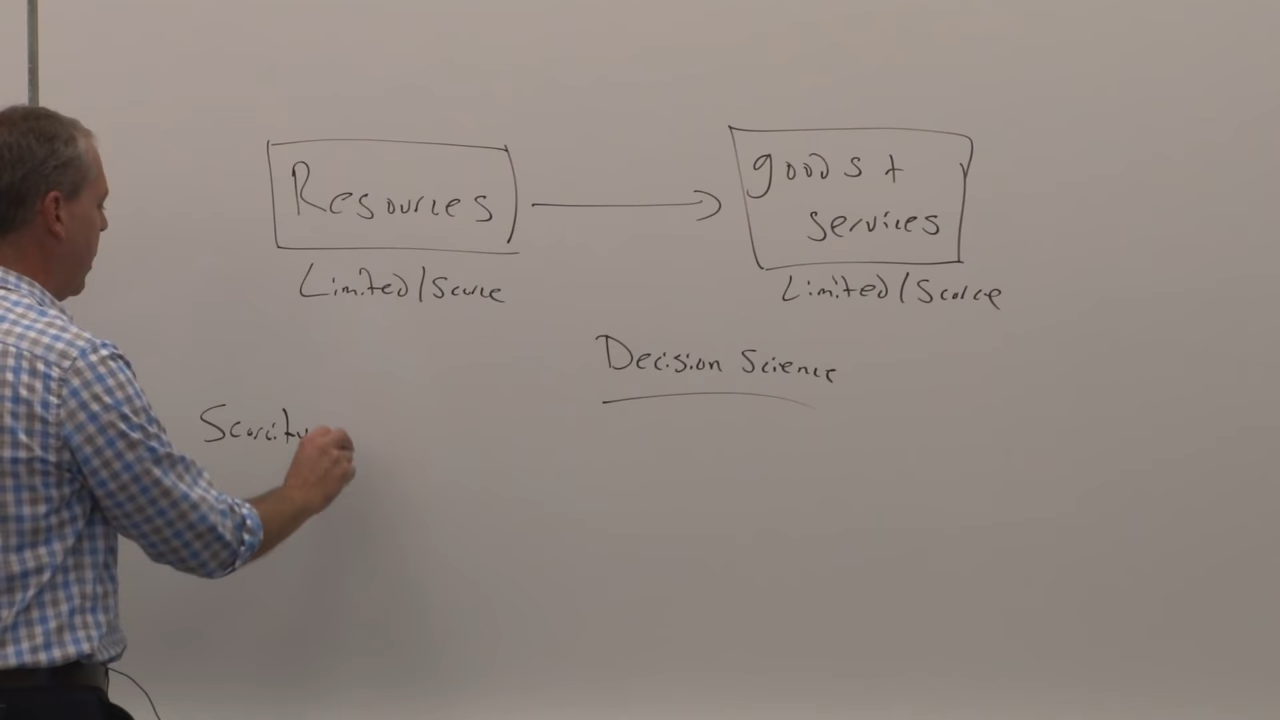 Resources
goods +
services
Limited/Scarce
Limited/Scarce
Decision Science
Scarcity